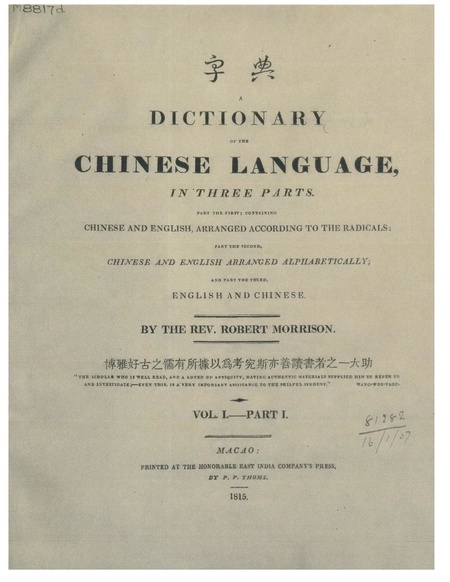 M8817d
字典
A
DICTIONARY
OF THE
CHINESE LANGUAGE,
IN THREE PARTS.
PART THE FIRST; CONTAINING
CHINESE AND ENGLISH, ARRANGED ACCORDING TO THE RADICALS:
PART THE SECOND,
CHINESE AND ENGLISH ARRANGED ALPHABETICALLY;
AND PART THE THIRD,
ENGLISH AND CHINESE.
BY THE REV. ROBERT MORRISON.
博雅好古之儒有所據以爲考究斯亦善讀書者之一大助
"THE SCHOLAR WHO IS WELL READ, AND A LOVER OF ANTIQUITY, HAVING AUTHENTIC MATERIALS SUPPLIED HIM TO REFER TO
AND INVESTIGATE;—EVEN THIS, IS A VERY IMPORTANT ASSISTANCE TO THE SKILFUL STUDENT."
VOL. I.—PART I.
81982
16/1/07
MACAO:
PRINTED AT THE HONORABLE EAST INDIA COMPANY'S PRESS,
BY P. P. THOMS.
1815.